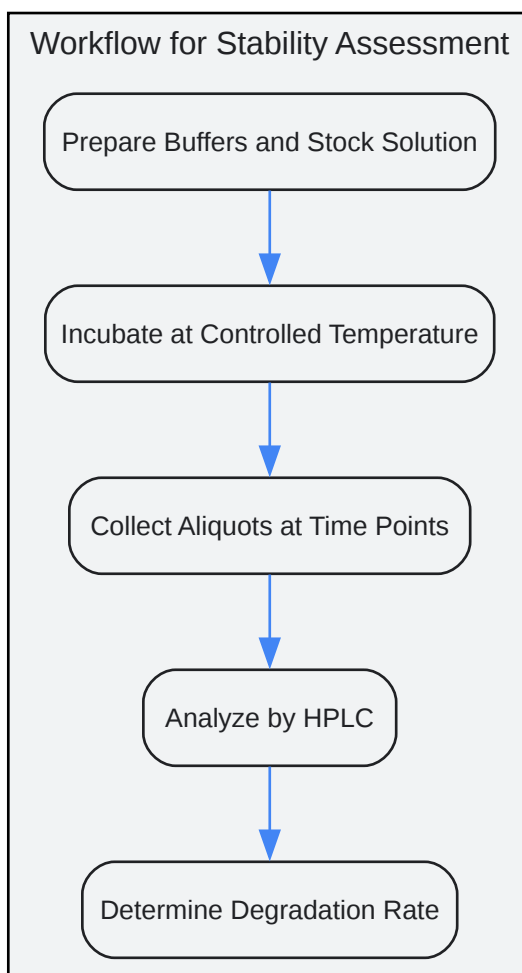 Workflow for Stability Assessment
Prepare Buffers and Stock Solution
Incubate at Controlled Temperature
Collect Aliquots at Time Points
Analyze by HPLC
Determine Degradation Rate